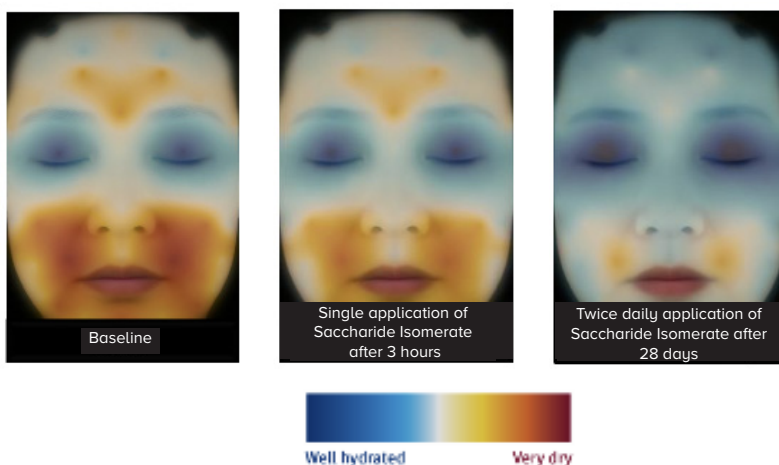 Baseline
Single application of
Saccharide Isomerate
after 3 hours
Twice daily application of
Saccharide Isomerate after
28 days
Well hydrated
Very dry